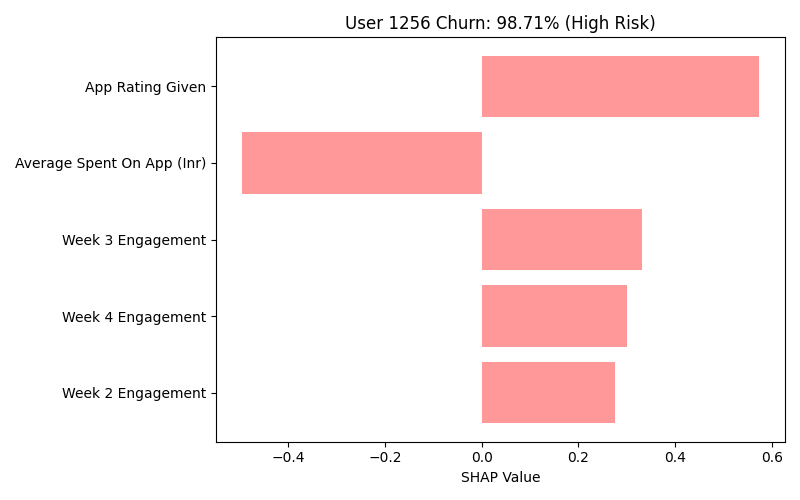 User 1256 Churn: 98.71% (High Risk)
App Rating Given
Average Spent On App (Inr)
Week 3 Engagement
Week 4 Engagement
Week 2 Engagement
−0.4 −0.2 0.0 0.2 0.4 0.6
SHAP Value